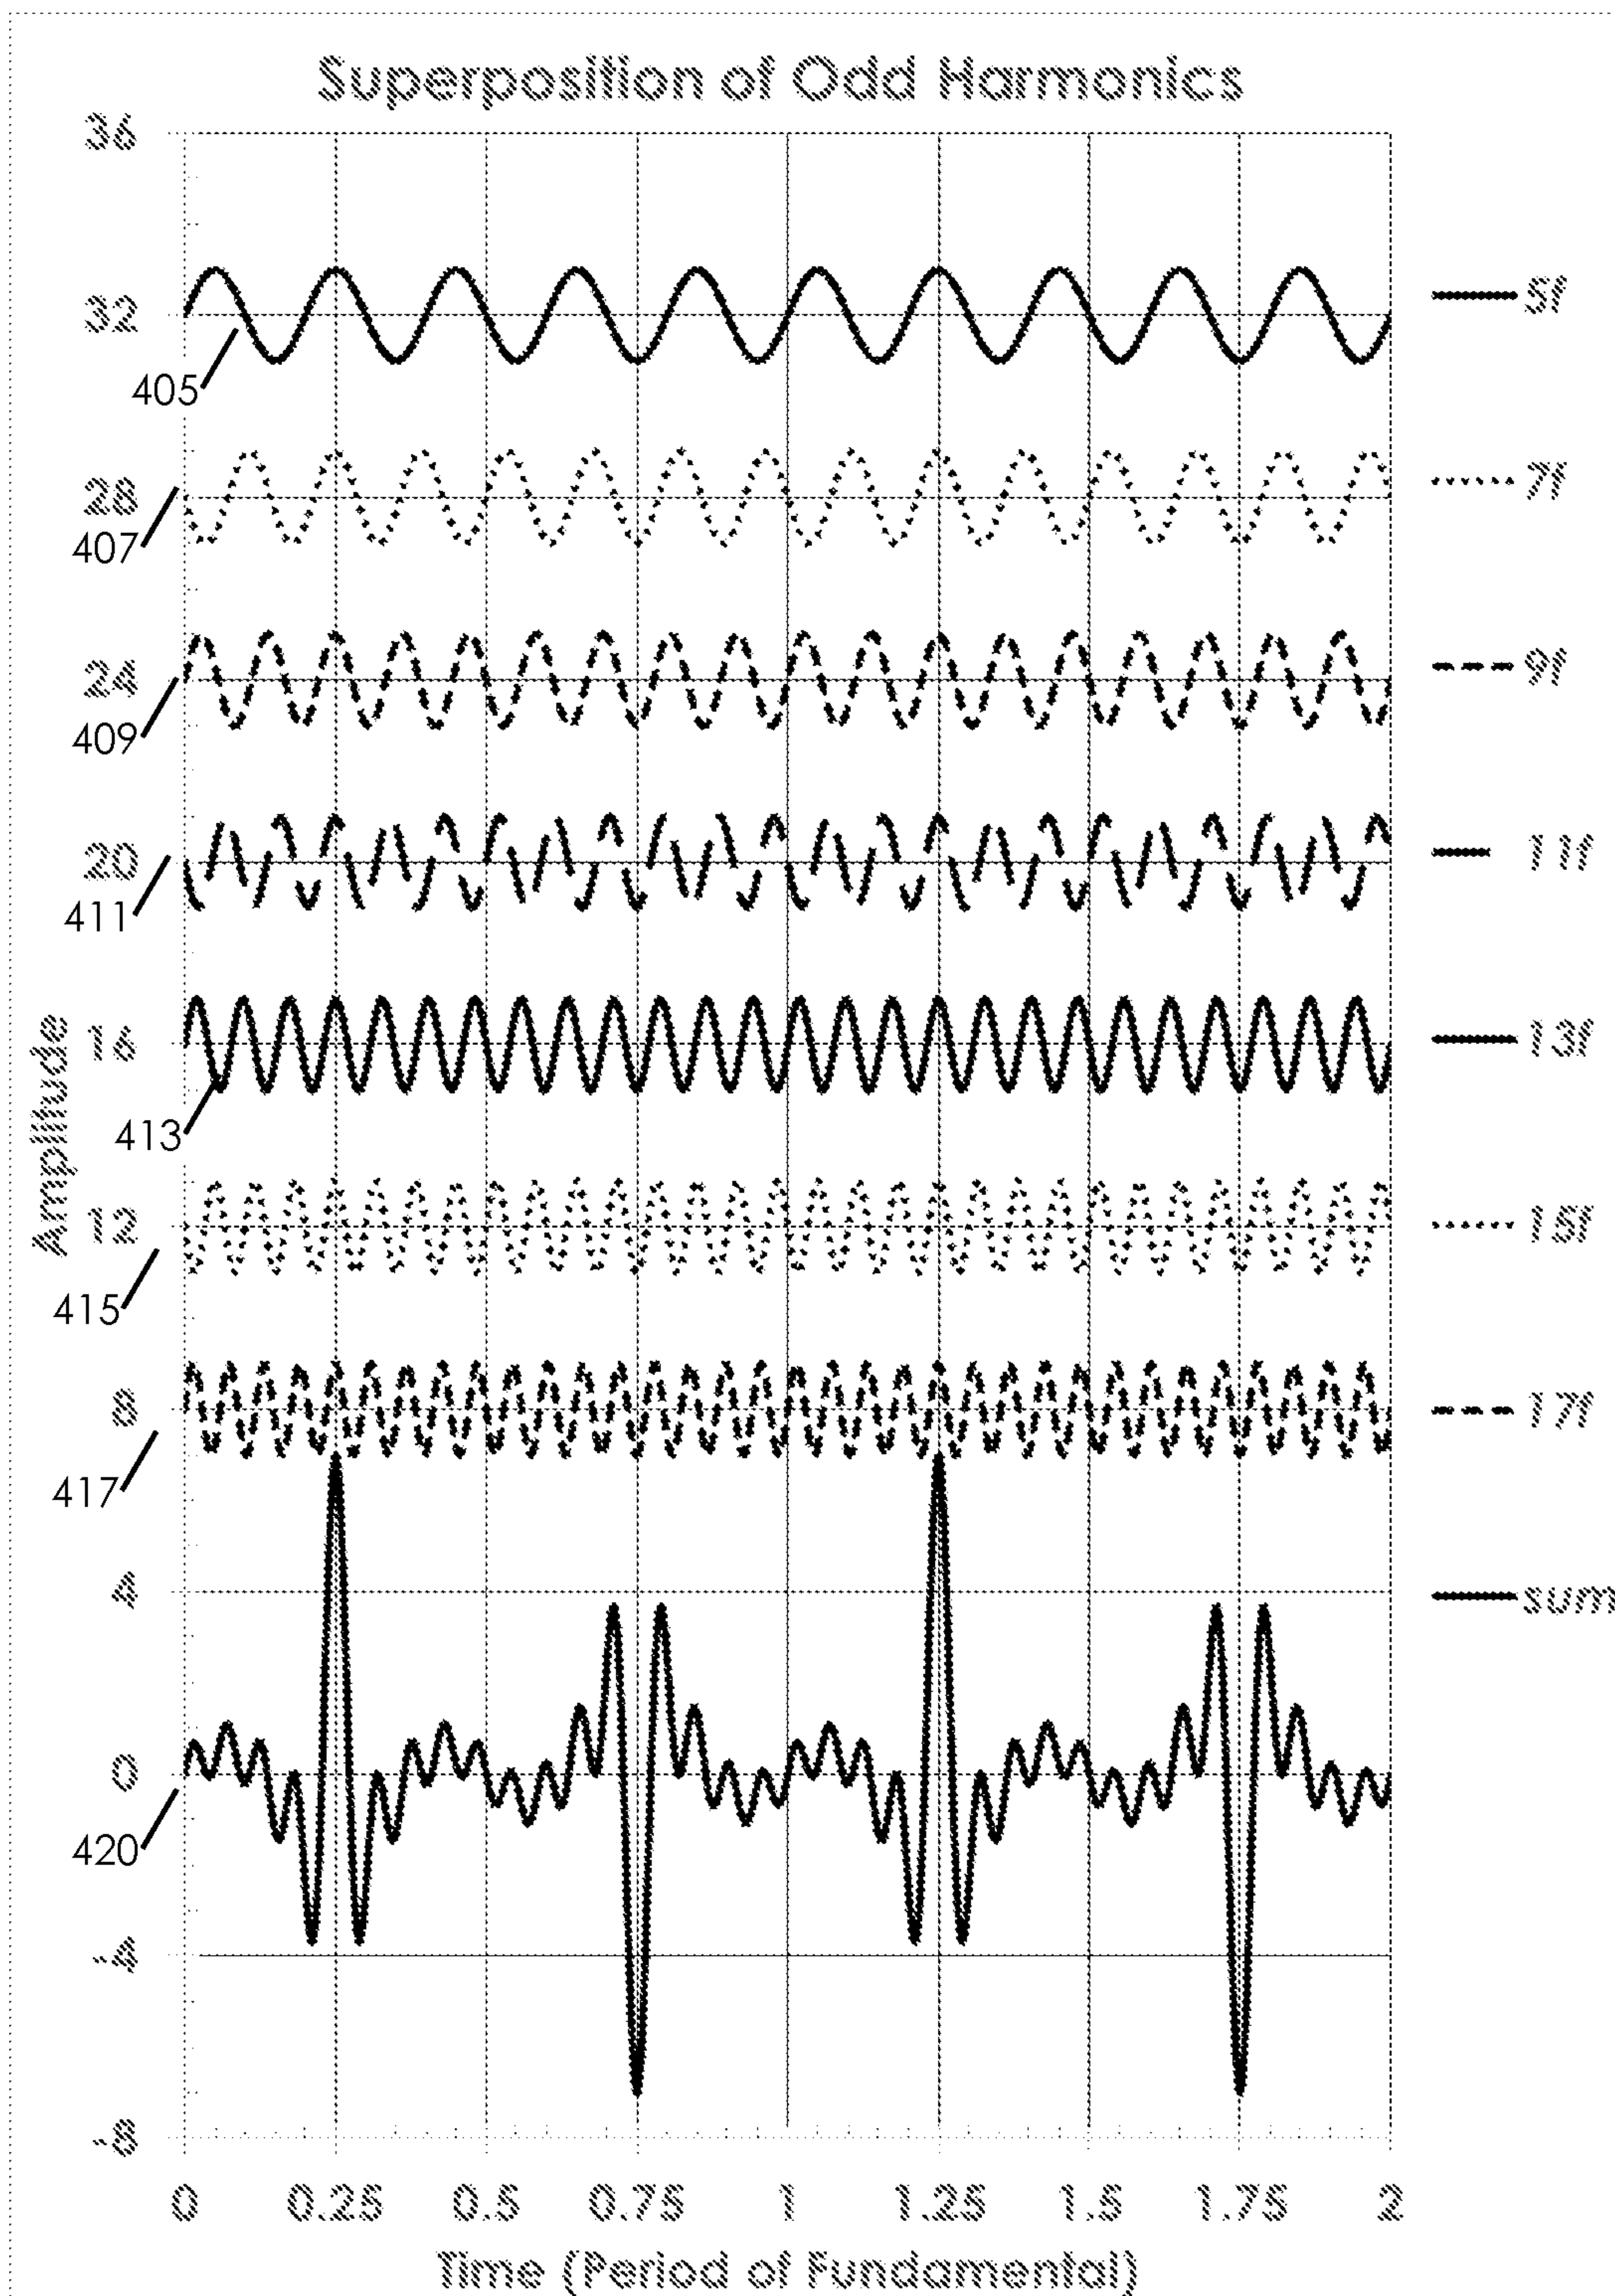 Superposition of Odd Harmonics
36
32
405
5f
28
407
7f
24
409
9f
20
411
11f
Amplitude
16
413
13f
12
415
15f
8
417
17f
4
sum
0
420
-4
-8
0 0.25 0.5 0.75 1 1.25 1.5 1.75 2
Time (Period of Fundamental)